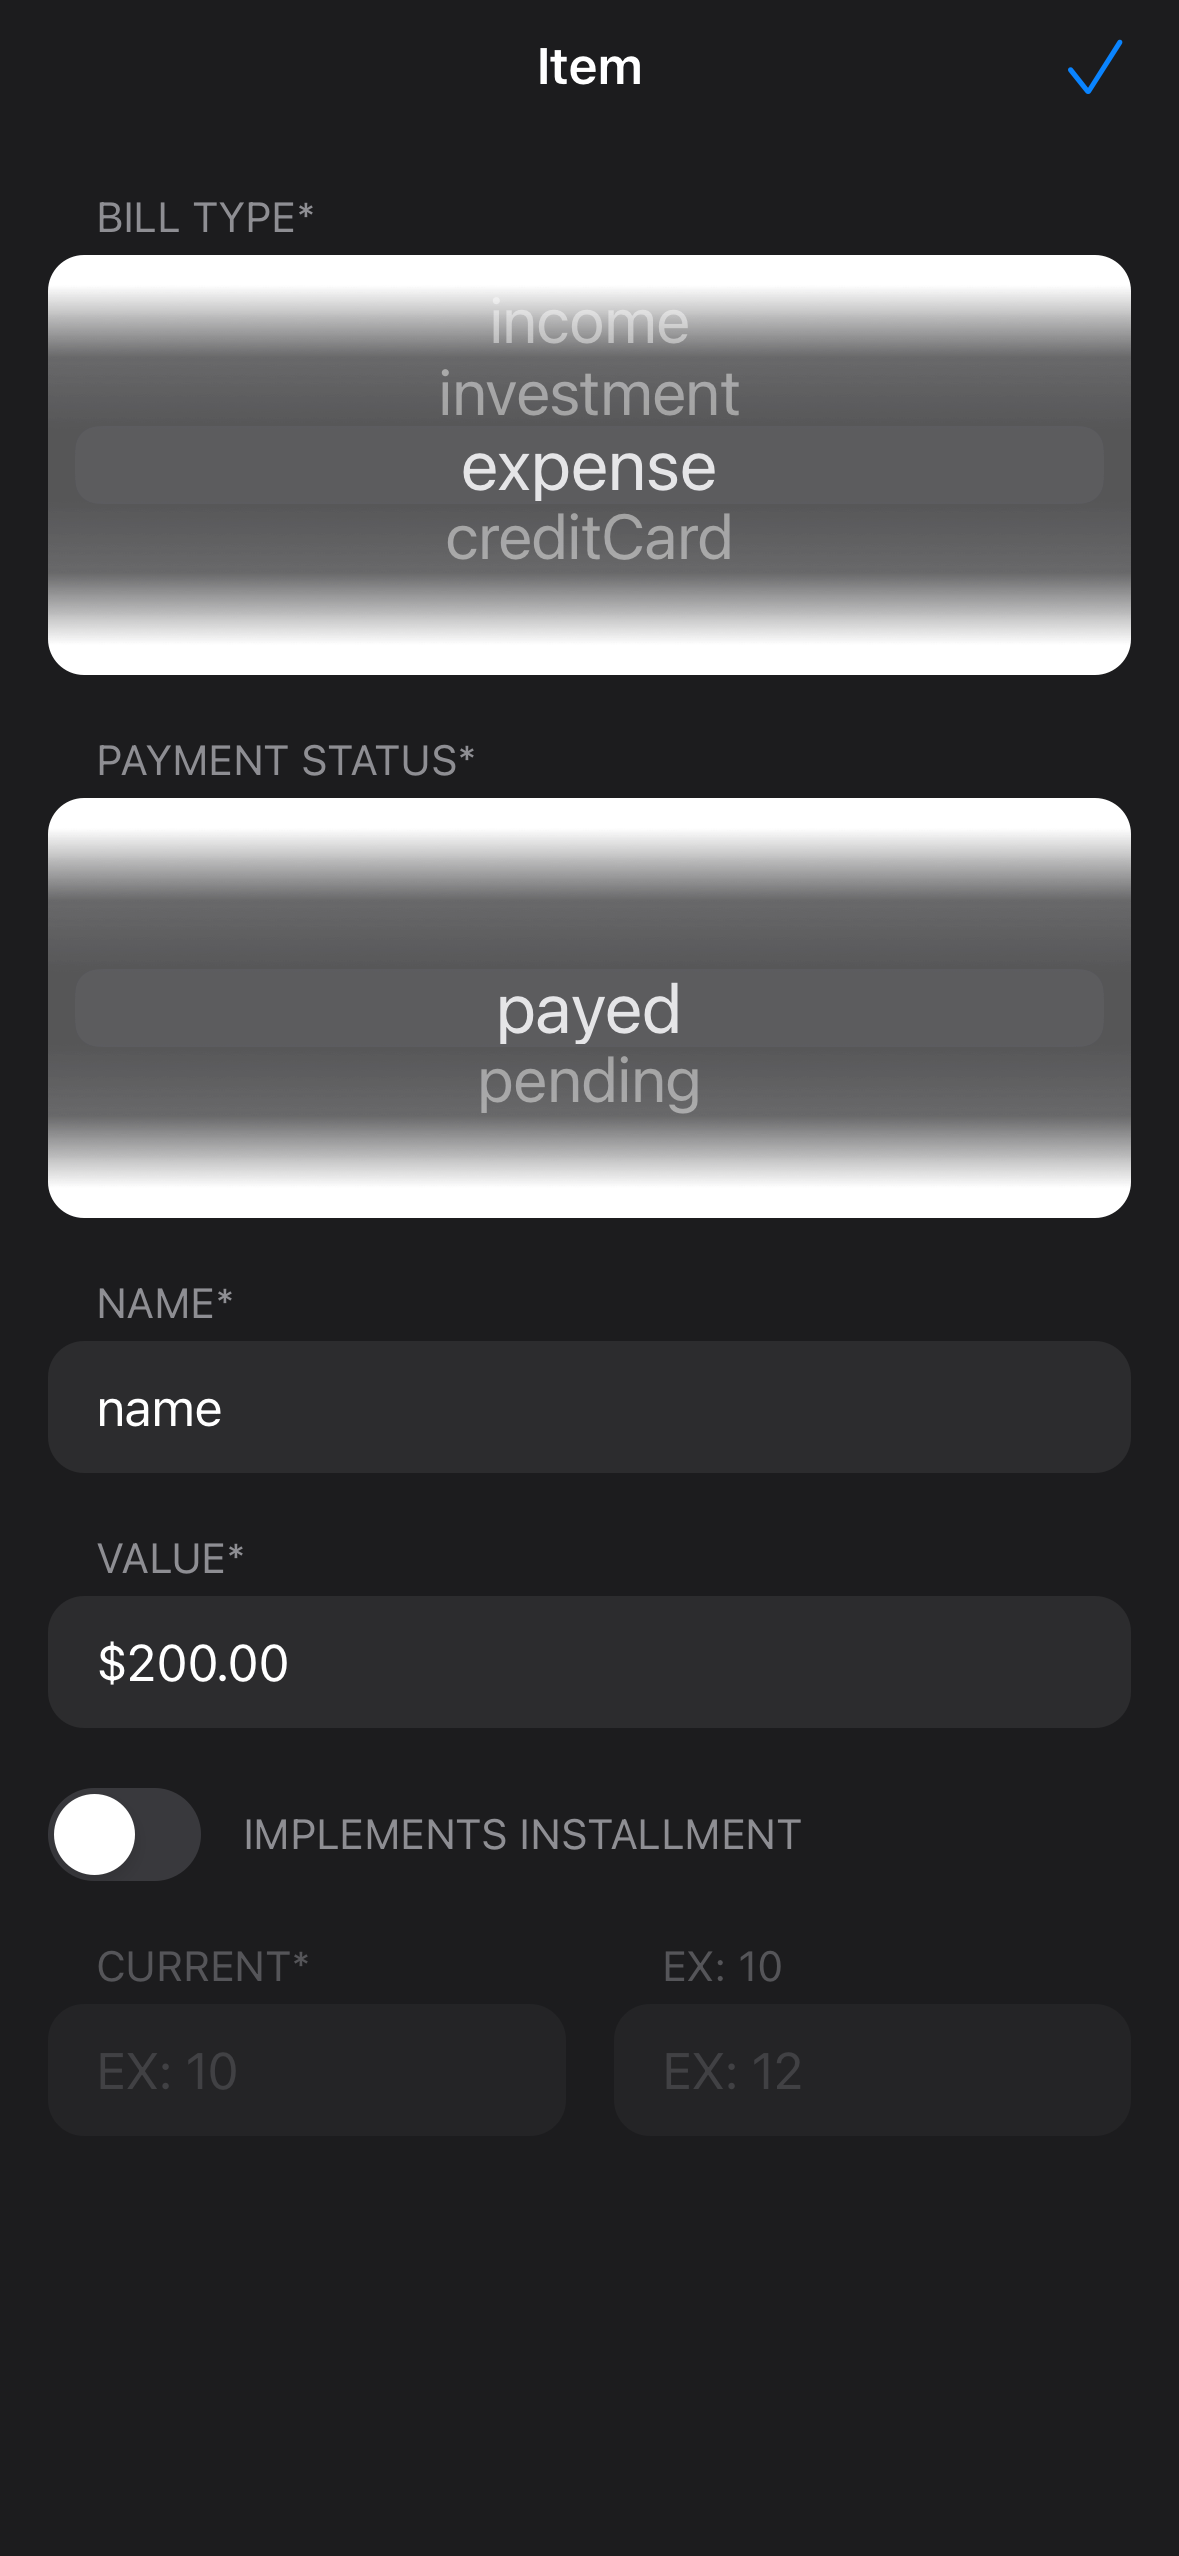 Item
BILL TYPE*
income
investment
expense
creditCard
PAYMENT STATUS*
payed
pending
NAME*
name
VALUE*
$200.00
IMPLEMENTS INSTALLMENT
CURRENT*
EX: 10
EX: 10
EX: 12